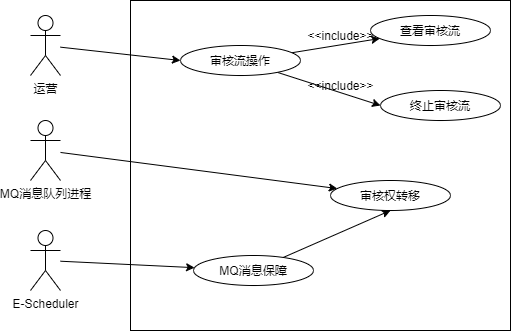 <<include>>
查看审核流
审核流操作
运营
<<include>>
终止审核流
MQ消息队列进程
审核权转移
MQ消息保障
E-Scheduler